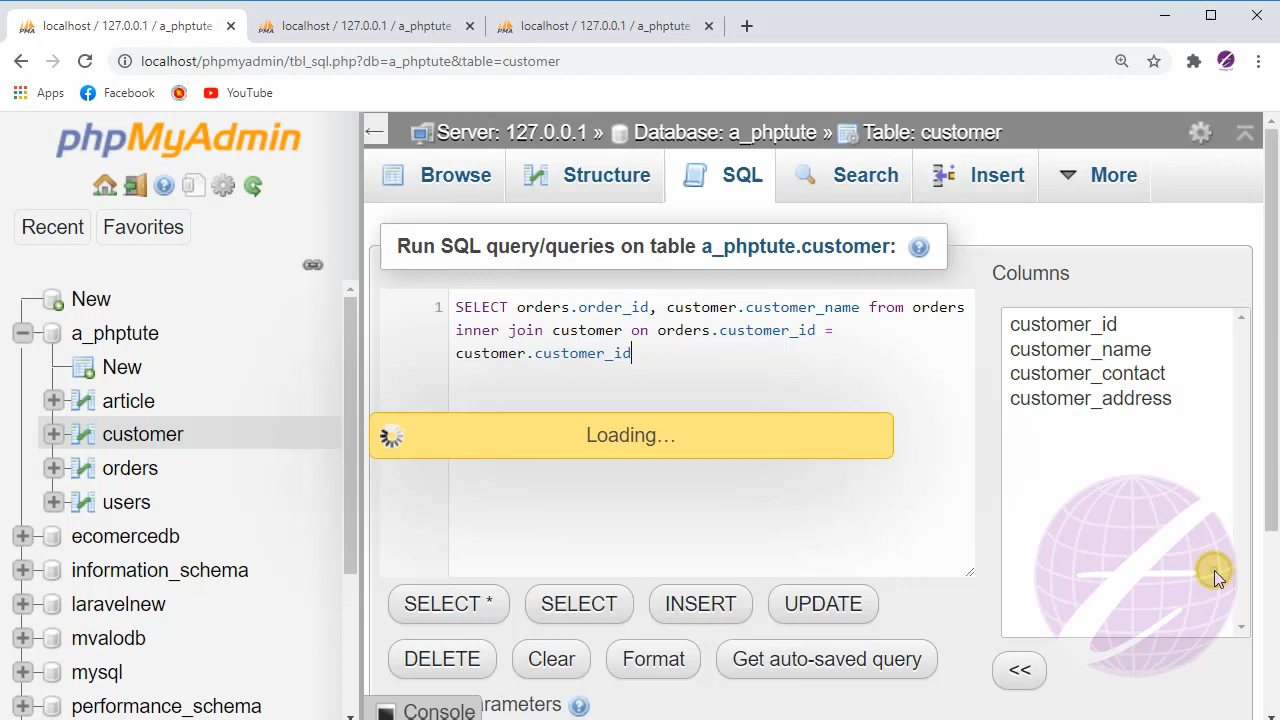 localhost / 127.0.0.1 / a_phptute
localhost / 127.0.0.1 / a_phptute
localhost / 127.0.0.1 / a_phptute
localhost/phpmyadmin/tbl_sql.php?db=a_phptute&table=customer
Apps
Facebook
YouTube
phpMyAdmin
Recent
Favorites
New
a_phptute
New
article
customer
orders
users
ecomercedb
information_schema
laravelnew
mvalodb
mysql
performance_schema
Server: 127.0.0.1 » Database: a_phptute » Table: customer
Browse
Structure
SQL
Search
Insert
More
Run SQL query/queries on table a_phptute.customer:
1
SELECT orders.order_id, customer.customer_name from orders
inner join customer on orders.customer_id =
customer.customer_id
Loading…
Columns
customer_id
customer_name
customer_contact
customer_address
SELECT *
SELECT
INSERT
UPDATE
DELETE
Clear
Format
Get auto-saved query
<<
Console
rameters